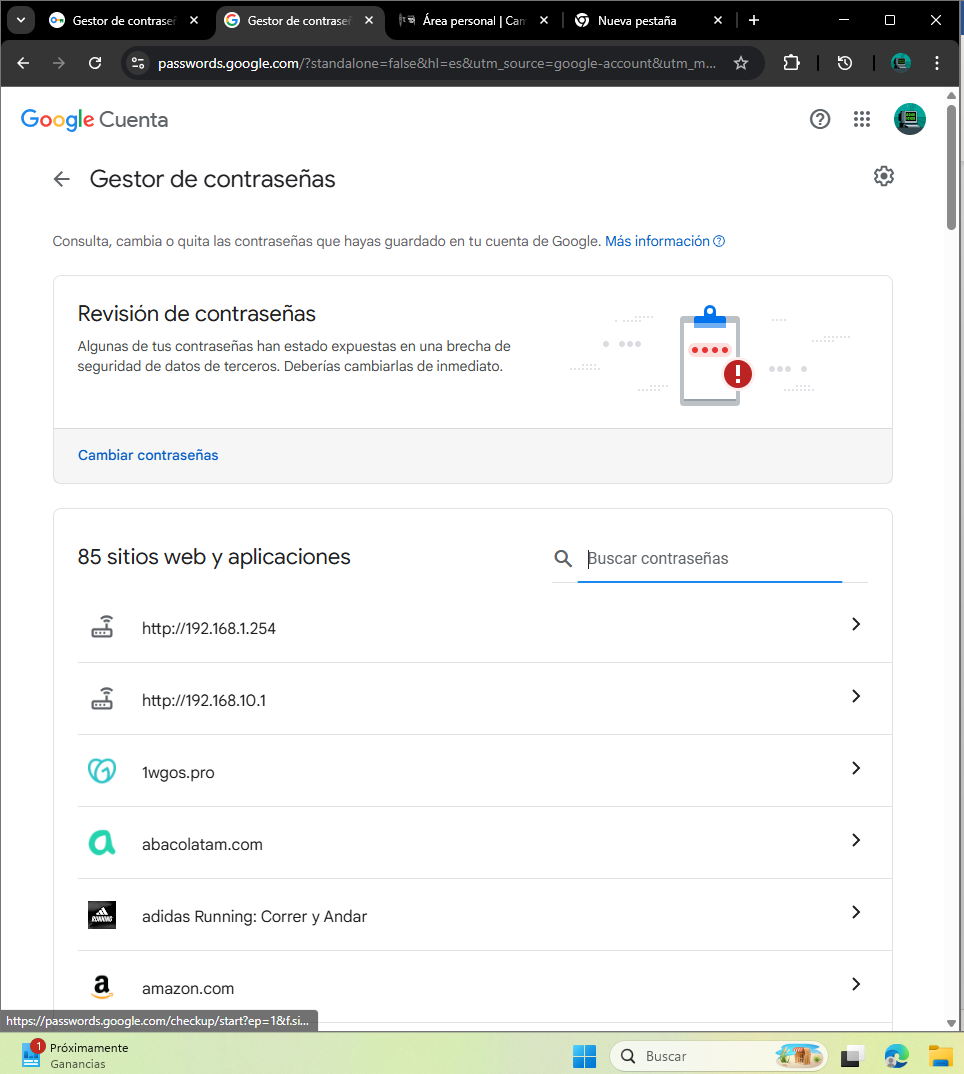 Gestor de contraseñ
Gestor de contraseñ
Área personal | Cam
Nueva pestaña
passwords.google.com/?standalone=false&hl=es&utm_source=google-account&utm_m...
Google Cuenta
Gestor de contraseñas
Consulta, cambia o quita las contraseñas que hayas guardado en tu cuenta de Google. Más información
Revisión de contraseñas
Algunas de tus contraseñas han estado expuestas en una brecha de
seguridad de datos de terceros. Deberías cambiarlas de inmediato.
Cambiar contraseñas
85 sitios web y aplicaciones
Buscar contraseñas
http://192.168.1.254
http://192.168.10.1
1wgos.pro
abacolatam.com
RUNNING
adidas Running: Correr y Andar
amazon.com
https://passwords.google.com/checkup/start?ep=1&f.si...
1
Próximamente
Ganancias
Buscar